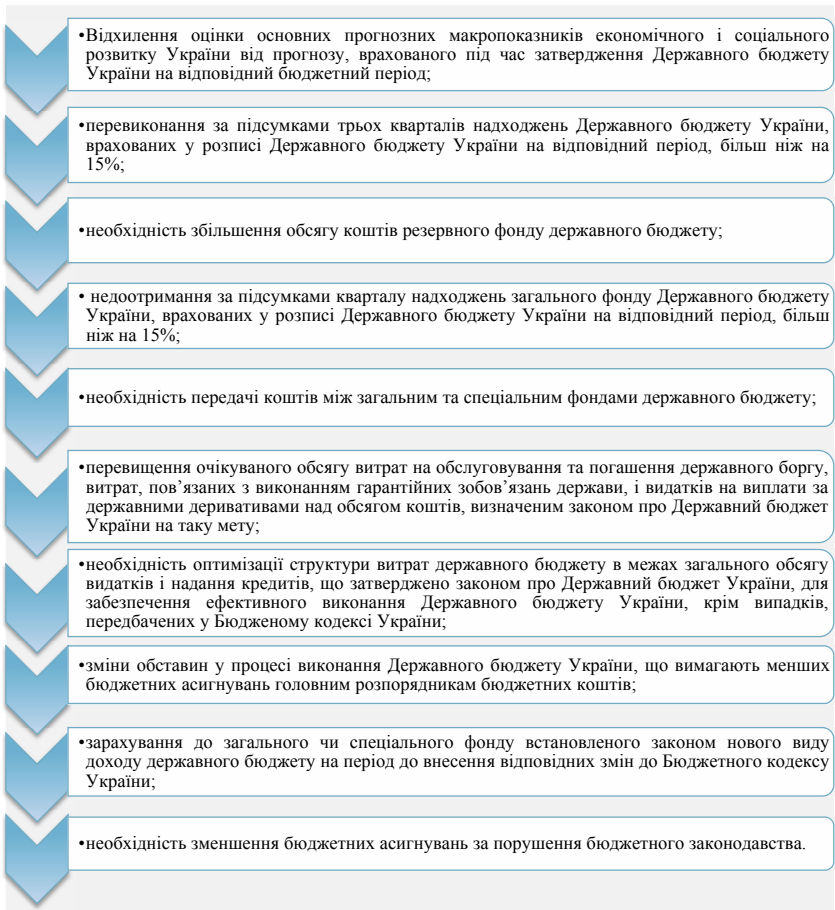 •Відхилення оцінки основних прогнозних макропоказників економічного і соціального
розвитку України від прогнозу, врахованого під час затвердження Державного бюджету
України на відповідний бюджетний період;
•перевиконання за підсумками трьох кварталів надходжень Державного бюджету України,
врахованих у розписі Державного бюджету України на відповідний період, більш ніж на
15%;
•необхідність збільшення обсягу коштів резервного фонду державного бюджету;
• недоотримання за підсумками кварталу надходжень загального фонду Державного бюджету
України, врахованих у розписі Державного бюджету України на відповідний період, більш
ніж на 15%;
•необхідність передачі коштів між загальним та спеціальним фондами державного бюджету;
•перевищення очікуваного обсягу витрат на обслуговування та погашення державного боргу,
витрат, пов’язаних з виконанням гарантійних зобов’язань держави, і видатків на виплати за
державними деривативами над обсягом коштів, визначеним законом про Державний бюджет
України на таку мету;
•необхідність оптимізації структури витрат державного бюджету в межах загального обсягу
видатків і надання кредитів, що затверджено законом про Державний бюджет України, для
забезпечення ефективного виконання Державного бюджету України, крім випадків,
передбачених у Бюдженому кодексі України;
•зміни обставин у процесі виконання Державного бюджету України, що вимагають менших
бюджетних асигнувань головним розпорядникам бюджетних коштів;
•зарахування до загального чи спеціального фонду встановленого законом нового виду
доходу державного бюджету на період до внесення відповідних змін до Бюджетного кодексу
України;
•необхідність зменшення бюджетних асигнувань за порушення бюджетного законодавства.